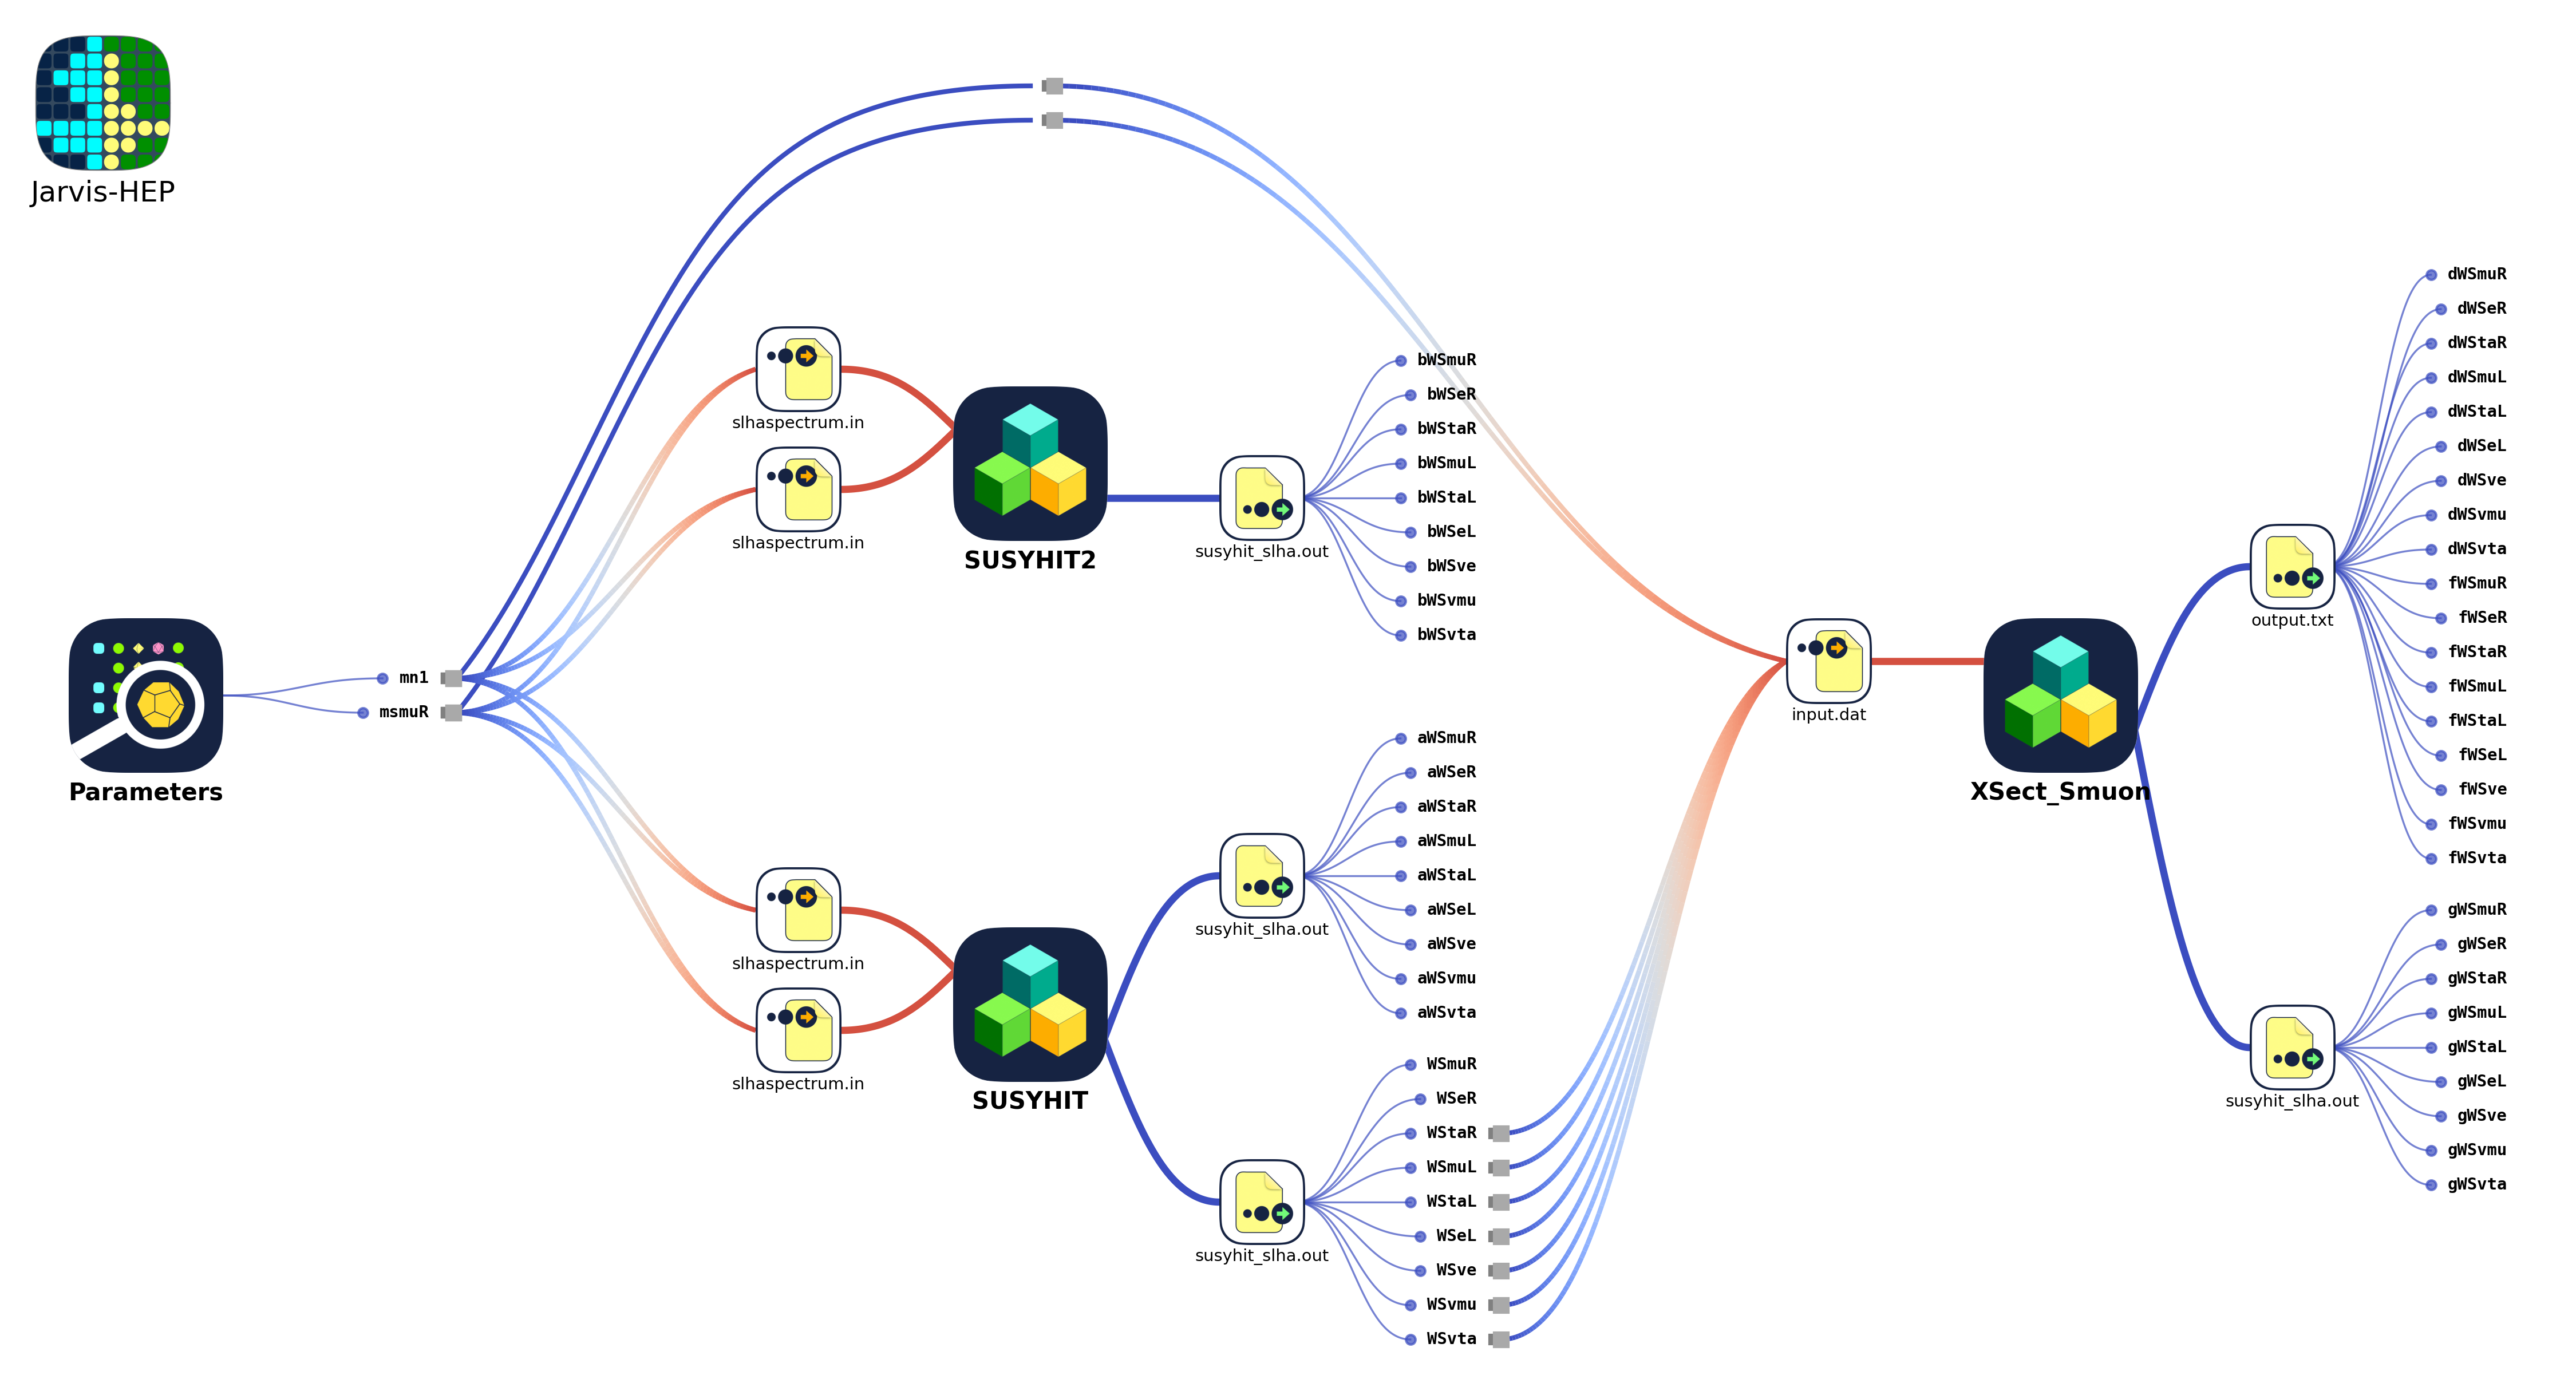 Jarvis-HEP
Parameters
mn1
msmuR
slhaspectrum.in
slhaspectrum.in
SUSYHIT2
susyhit_slha.out
bWSmuR
bWSeR
bWStaR
bWSmuL
bWStaL
bWSeL
bWSve
bWSvmu
bWSvta
slhaspectrum.in
slhaspectrum.in
SUSYHIT
susyhit_slha.out
aWSmuR
aWSeR
aWStaR
aWSmuL
aWStaL
aWSeL
aWSve
aWSvmu
aWSvta
susyhit_slha.out
WSmuR
WSeR
WStaR
WSmuL
WStaL
WSeL
WSve
WSvmu
WSvta
input.dat
XSect_Smuon
output.txt
dWSmuR
dWSeR
dWStaR
dWSmuL
dWStaL
dWSeL
dWSve
dWSvmu
dWSvta
fWSmuR
fWSeR
fWStaR
fWSmuL
fWStaL
fWSeL
fWSve
fWSvmu
fWSvta
susyhit_slha.out
gWSmuR
gWSeR
gWStaR
gWSmuL
gWStaL
gWSeL
gWSve
gWSvmu
gWSvta